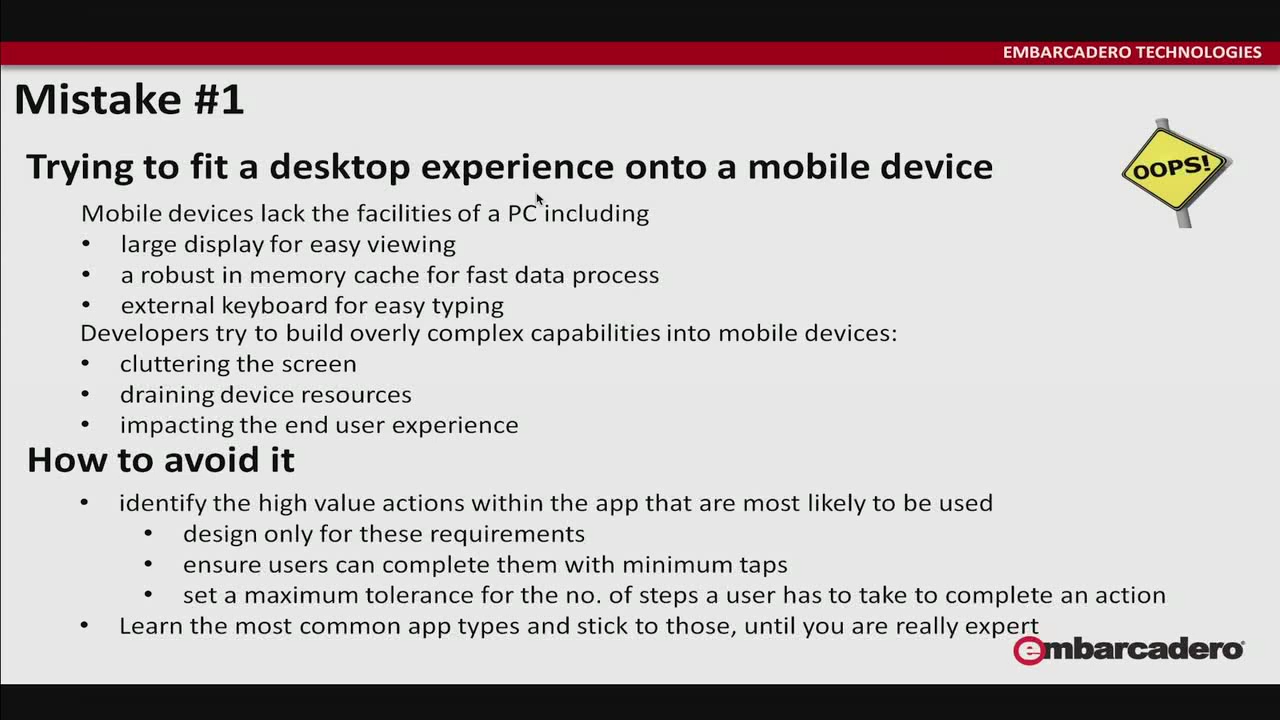 EMBARCADERO TECHNOLOGIES
Mistake #1
OOPS!
Trying to fit a desktop experience onto a mobile device
Mobile devices lack the facilities of a PC including
• large display for easy viewing
• a robust in memory cache for fast data process
• external keyboard for easy typing
Developers try to build overly complex capabilities into mobile devices:
• cluttering the screen
• draining device resources
• impacting the end user experience
How to avoid it
• identify the high value actions within the app that are most likely to be used
• design only for these requirements
• ensure users can complete them with minimum taps
• set a maximum tolerance for the no. of steps a user has to take to complete an action
• Learn the most common app types and stick to those, until you are really expert
embarcadero